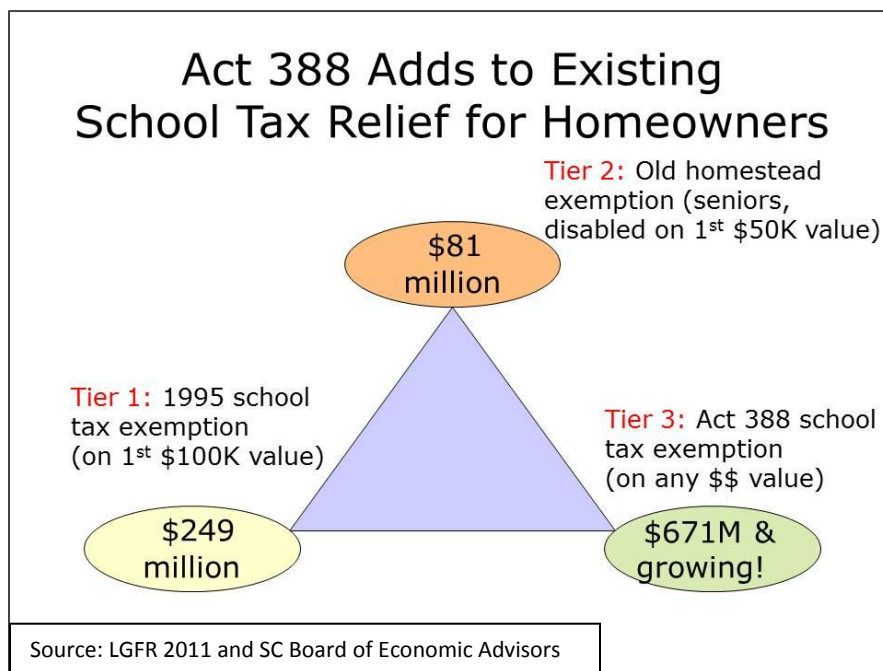 Act 388 Adds to Existing
School Tax Relief for Homeowners
Tier 2: Old homestead
exemption (seniors,
disabled on 1st $50K value)
$81
million
Tier 1: 1995 school
tax exemption
(on 1st $100K value)
Tier 3: Act 388 school
tax exemption
(on any $$ value)
$249
million
$671M &
growing!
Source: LGFR 2011 and SC Board of Economic Advisors